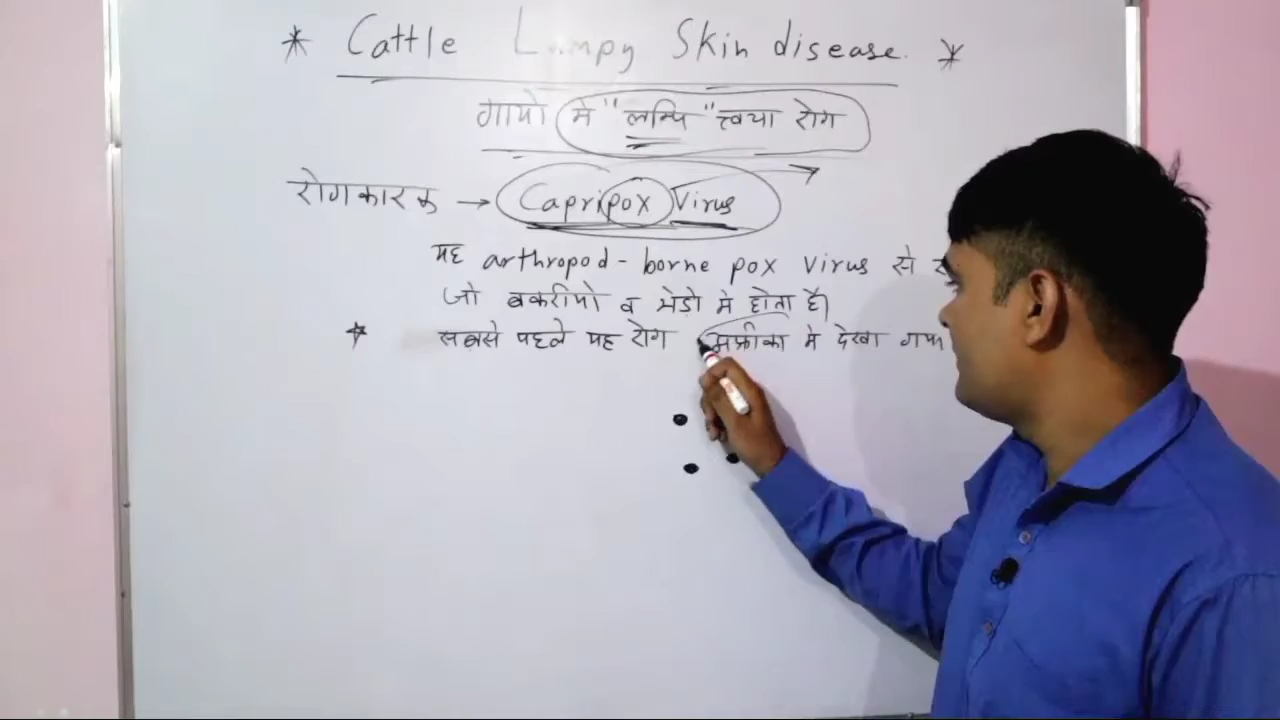 * Cattle Lumpy Skin disease. *
गायो मे "लम्पि" त्वचा रोग
रोगकारक → Capripox Virus
यह arthropod - borne pox virus से
जो बकरीयो व भेडो मे होता है।
* सबसे पहले यह रोग अफ्रीका मे देखा गया